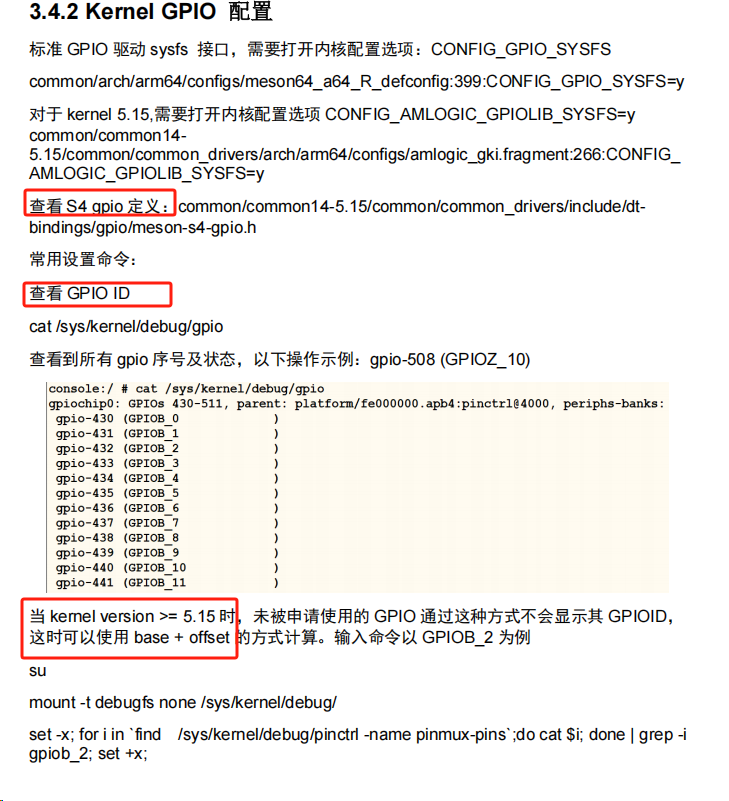 3.4.2 Kernel GPIO 配置
标准 GPIO 驱动 sysfs 接口，需要打开内核配置选项：CONFIG_GPIO_SYSFS
common/arch/arm64/configs/meson64_a64_R_defconfig:399:CONFIG_GPIO_SYSFS=y
对于 kernel 5.15,需要打开内核配置选项 CONFIG_AMLOGIC_GPIOLIB_SYSFS=y
common/common14-
5.15/common/common_drivers/arch/arm64/configs/amlogic_gki.fragment:266:CONFIG_
AMLOGIC_GPIOLIB_SYSFS=y
查看 S4 gpio 定义：common/common14-5.15/common/common_drivers/include/dt-
bindings/gpio/meson-s4-gpio.h
常用设置命令：
查看 GPIO ID
cat /sys/kernel/debug/gpio
查看到所有 gpio 序号及状态，以下操作示例：gpio-508 (GPIOZ_10)
console:/ # cat /sys/kernel/debug/gpio
gpiochip0: GPIOs 430-511, parent: platform/fe000000.apb4:pinctrl@4000, periphs-banks:
gpio-430 (GPIOB_0 )
gpio-431 (GPIOB_1 )
gpio-432 (GPIOB_2 )
gpio-433 (GPIOB_3 )
gpio-434 (GPIOB_4 )
gpio-435 (GPIOB_5 )
gpio-436 (GPIOB_6 )
gpio-437 (GPIOB_7 )
gpio-438 (GPIOB_8 )
gpio-439 (GPIOB_9 )
gpio-440 (GPIOB_10 )
gpio-441 (GPIOB_11 )
当 kernel version >= 5.15 时，未被申请使用的 GPIO 通过这种方式不会显示其 GPIOID，
这时可以使用 base + offset 的方式计算。输入命令以 GPIOB_2 为例
su
mount -t debugfs none /sys/kernel/debug/
set -x; for i in `find /sys/kernel/debug/pinctrl -name pinmux-pins`;do cat $i; done | grep -i
gpiob_2; set +x;